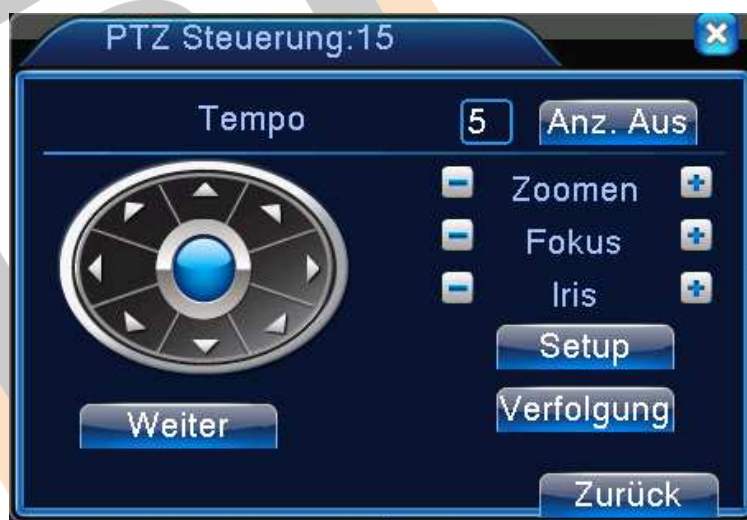 PTZ Steuerung:15
Tempo 5 Anz. Aus
Zoomen
Fokus
Iris
Setup
Verfolgung
Weiter
Zurück